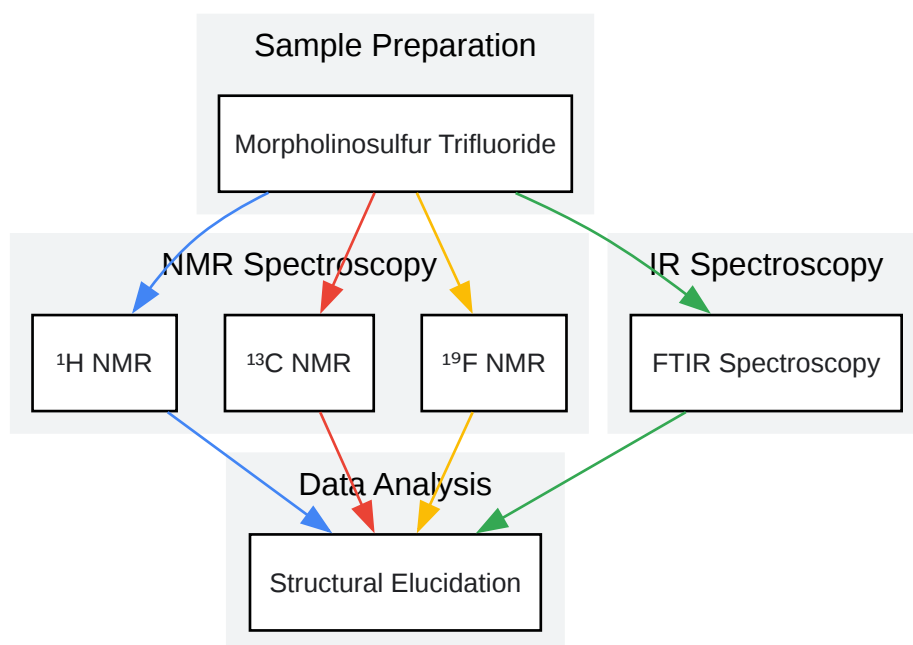 Sample Preparation
Morpholinosulfur Trifluoride
NMR Spectroscopy
IR Spectroscopy
¹H NMR
¹³C NMR
¹⁹F NMR
FTIR Spectroscopy
Data Analysis
Structural Elucidation